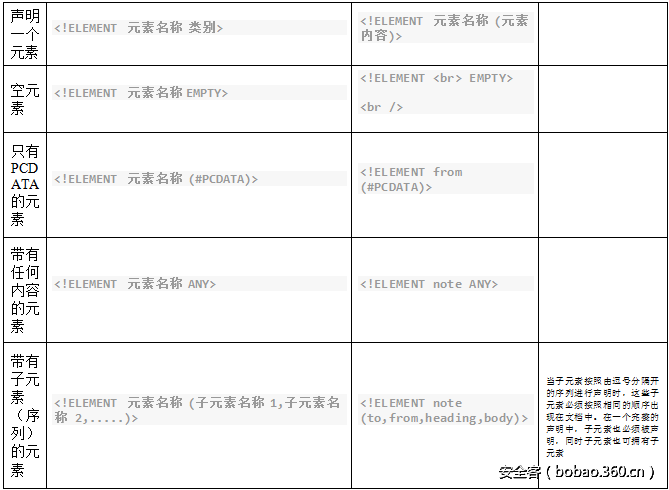 声明
一个
元素
<!ELEMENT 元素名称 类别>
<!ELEMENT 元素名称 (元素
内容)>
空元
素
<!ELEMENT 元素名称 EMPTY>
<!ELEMENT <br> EMPTY>
<br />
只有
PCD
ATA
的元
素
<!ELEMENT 元素名称 (#PCDATA)>
<!ELEMENT from
(#PCDATA)>
带有
任何
内容
的元
素
<!ELEMENT 元素名称 ANY>
<!ELEMENT note ANY>
带有
子元
素
（序
列）
的元
素
<!ELEMENT 元素名称 (子元素名称 1,子元素名
称 2,.....)>
<!ELEMENT note
(to,from,heading,body)>
当子元素按照由逗号分隔开
的序列进行声明时，这些子
元素必须按照相同的顺序出
现在文档中。在一个完整的
声明中，子元素也必须被声
明，同时子元素也可拥有子
元素
安全客（bobao.360.cn）